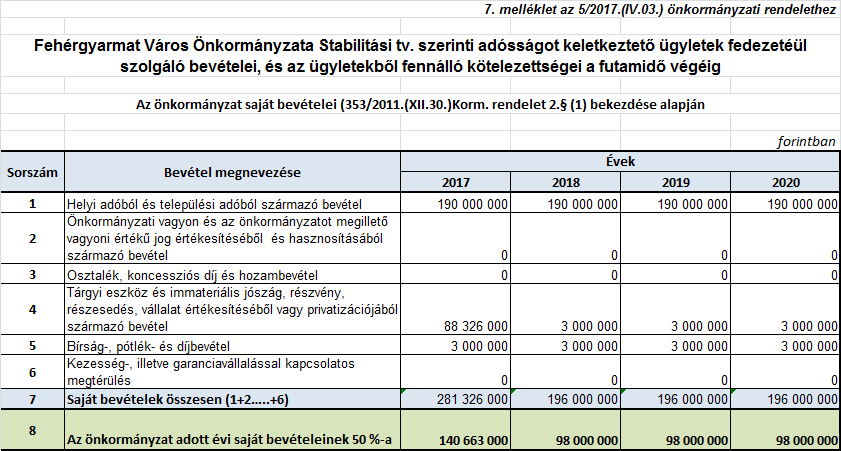 7. melléklet az 5/2017.(IV.03.) önkormányzati rendelethez
Fehérgyarmat Város Önkormányzata Stabilitási tv. szerinti adósságot keletkeztető ügyletek fedezetéül
szolgáló bevételei, és az ügyletekből fennálló kötelezettségei a futamidő végéig
Az önkormányzat saját bevételei (353/2011.(XII.30.)Korm. rendelet 2.§ (1) bekezdése alapján
forintban
Sorszám Bevétel megnevezése Évek
2017 2018 2019 2020
1 Helyi adóból és települési adóból származó bevétel 190 000 000 190 000 000 190 000 000 190 000 000
Önkormányzati vagyon és az önkormányzatot megillető
2 vagyoni értékű jog értékesítéséből és hasznosításából
származó bevétel 0 0 0 0
3 Osztalék, koncessziós díj és hozambevétel 0 0 0 0
Tárgyi eszköz és immateriális jószág, részvény,
4 részesedés, vállalat értékesítéséből vagy privatizációjából
származó bevétel 88 326 000 3 000 000 3 000 000 3 000 000
5 Bírság-, pótlék- és díjbevétel 3 000 000 3 000 000 3 000 000 3 000 000
6 Kezesség-, illetve garanciavállalással kapcsolatos
megtérülés 0 0 0 0
7 Saját bevételek összesen (1+2.....+6) 281 326 000 196 000 000 196 000 000 196 000 000
8 Az önkormányzat adott évi saját bevételeinek 50 %-a 140 663 000 98 000 000 98 000 000 98 000 000